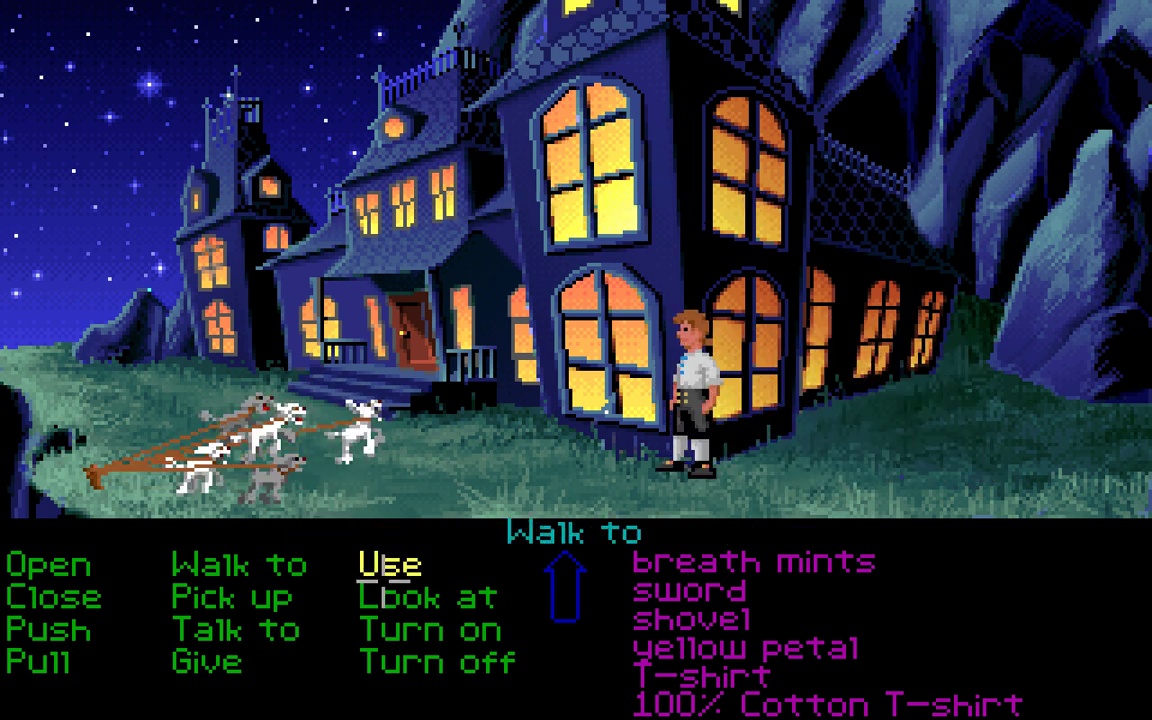 Walk to
Open Walk to Use
Close Pick up Look at
Push Talk to Turn on
Pull Give Turn off
breath mints
sword
shovel
yellow petal
T-shirt
100% Cotton T-shirt